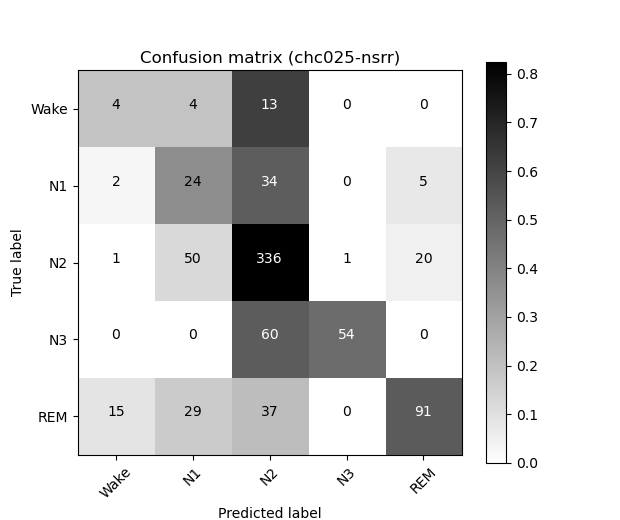 Confusion matrix (chc025-nsrr)
True label
Wake 4 4 13 0 0
N1 2 24 34 0 5
N2 1 50 336 1 20
N3 0 0 60 54 0
REM 15 29 37 0 91
Wake N1 N2 N3 REM
Predicted label
0.8
0.7
0.6
0.5
0.4
0.3
0.2
0.1
0.0